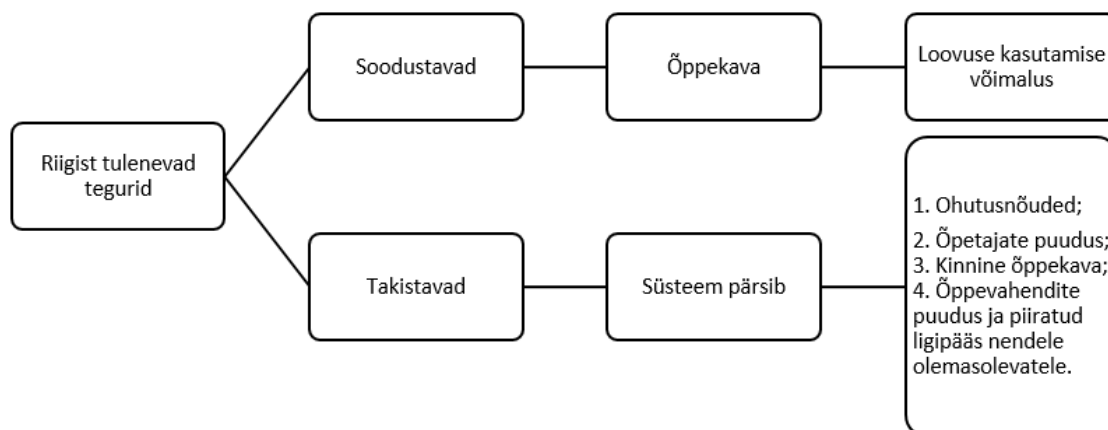 Riigist tulenevad
tegurid
Soodustavad
Õppekava
Loovuse kasutamise
võimalus
Takistavad
Süsteem pärsib
1. Ohutusnõuded;
2. Õpetajate puudus;
3. Kinnine õppekava;
4. Õppevahendite
puudus ja piiratud
ligipääs nendele
olemasolevatele.